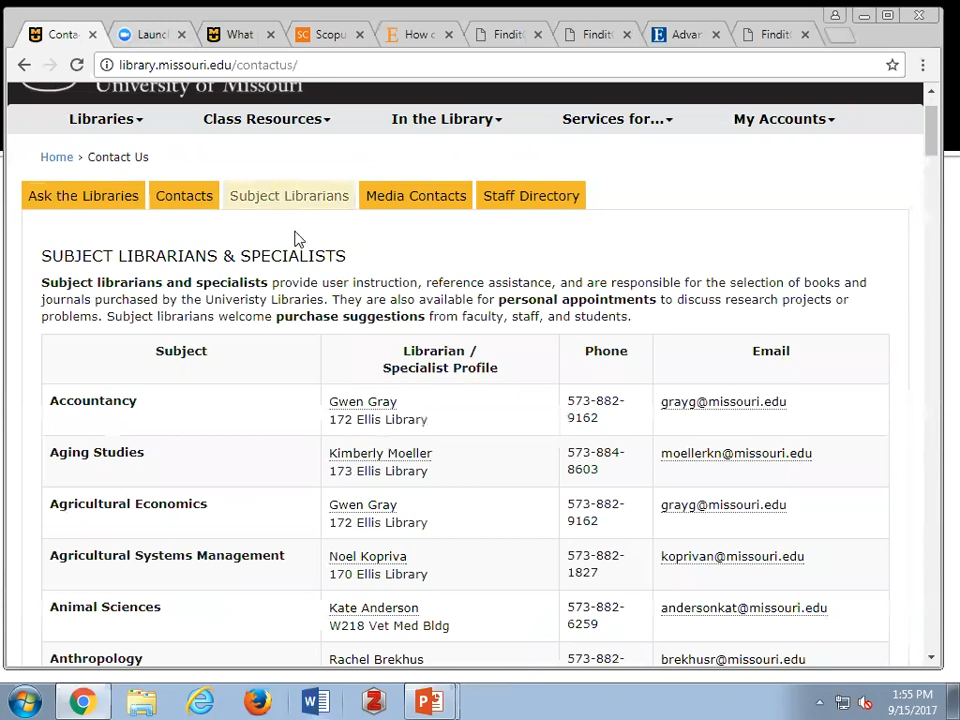 Conta
Launc
What
Scopu
How c
Findit
Findit
Advar
Findit
library.missouri.edu/contactus/
University of Missouri
Libraries
Class Resources
In the Library
Services for...
My Accounts
Home › Contact Us
Ask the Libraries
Contacts
Subject Librarians
Media Contacts
Staff Directory
SUBJECT LIBRARIANS & SPECIALISTS
Subject librarians and specialists provide user instruction, reference assistance, and are responsible for the selection of books and
journals purchased by the Univeristy Libraries. They are also available for personal appointments to discuss research projects or
problems. Subject librarians welcome purchase suggestions from faculty, staff, and students.
Subject
Librarian /
Specialist Profile
Phone
Email
Accountancy
Gwen Gray
172 Ellis Library
573-882-
9162
grayg@missouri.edu
Aging Studies
Kimberly Moeller
173 Ellis Library
573-884-
8603
moellerkn@missouri.edu
Agricultural Economics
Gwen Gray
172 Ellis Library
573-882-
9162
grayg@missouri.edu
Agricultural Systems Management
Noel Kopriva
170 Ellis Library
573-882-
1827
koprivan@missouri.edu
Animal Sciences
Kate Anderson
W218 Vet Med Bldg
573-882-
6259
andersonkat@missouri.edu
Anthropology
Rachel Brekhus
573-882-
brekhusr@missouri.edu
1:55 PM
9/15/2017